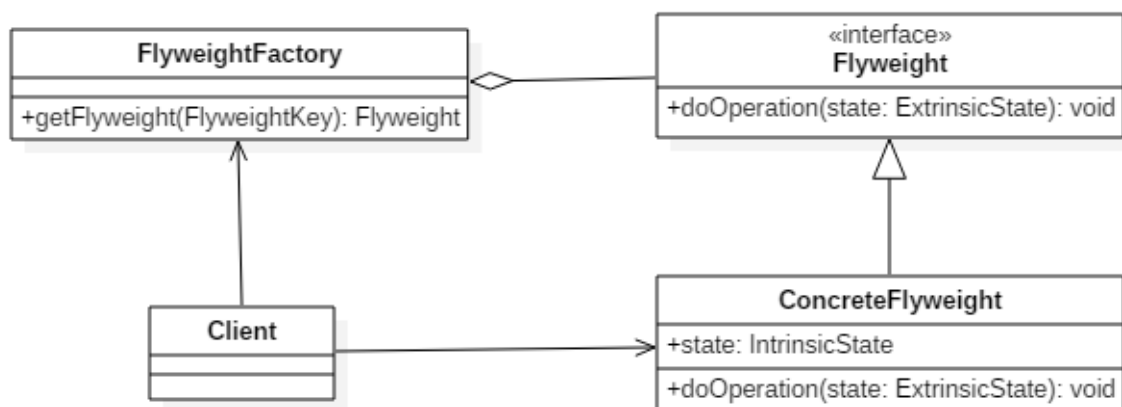 FlyweightFactory
+getFlyweight(FlyweightKey): Flyweight
«interface»
Flyweight
+doOperation(state: ExtrinsicState): void
Client
ConcreteFlyweight
+state: IntrinsicState
+doOperation(state: ExtrinsicState): void